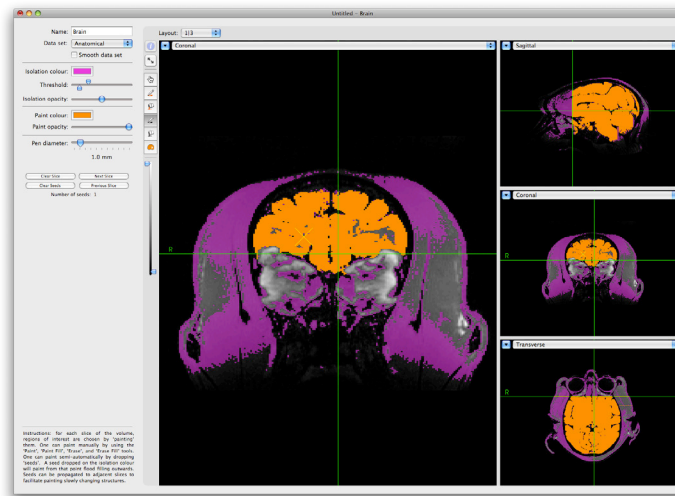 Untitled – Brain
Name: Brain
Data set: Anatomical
Smooth data set
Isolation colour:
Threshold:
Isolation opacity:
Paint colour:
Paint opacity:
Pen diameter:
1.0 mm
Clear Slice
Next Slice
Clear Seeds
Previous Slice
Number of seeds: 1
Instructions: for each slice of the volume,
regions of interest are chosen by 'painting'
them. One can paint manually by using the
'Paint', 'Paint Fill', 'Erase', and 'Erase Fill' tools.
One can paint semi-automatically by dropping
'seeds'. A seed dropped on the isolation colour
will paint from that point flood filling outwards.
Seeds can be propagated to adjacent slices to
facilitate painting slowly changing structures.
Layout: 1|3
Coronal
R
Sagittal
Coronal
R
Transverse
R